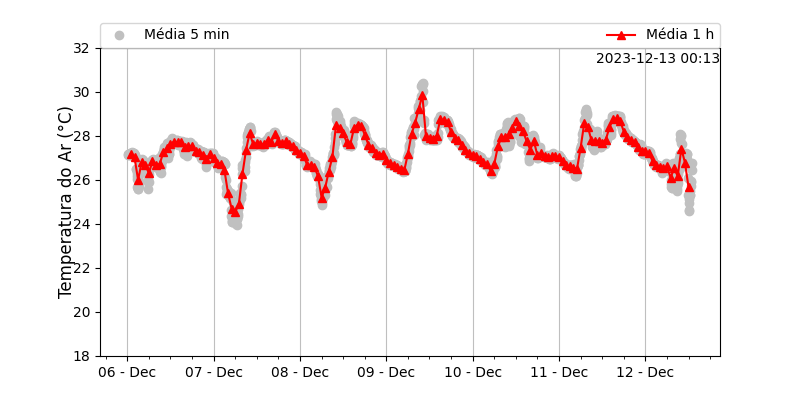 Média 5 min
Média 1 h
2023-12-13 00:13
Temperatura do Ar (°C)
32
30
28
26
24
22
20
18
06 - Dec
07 - Dec
08 - Dec
09 - Dec
10 - Dec
11 - Dec
12 - Dec